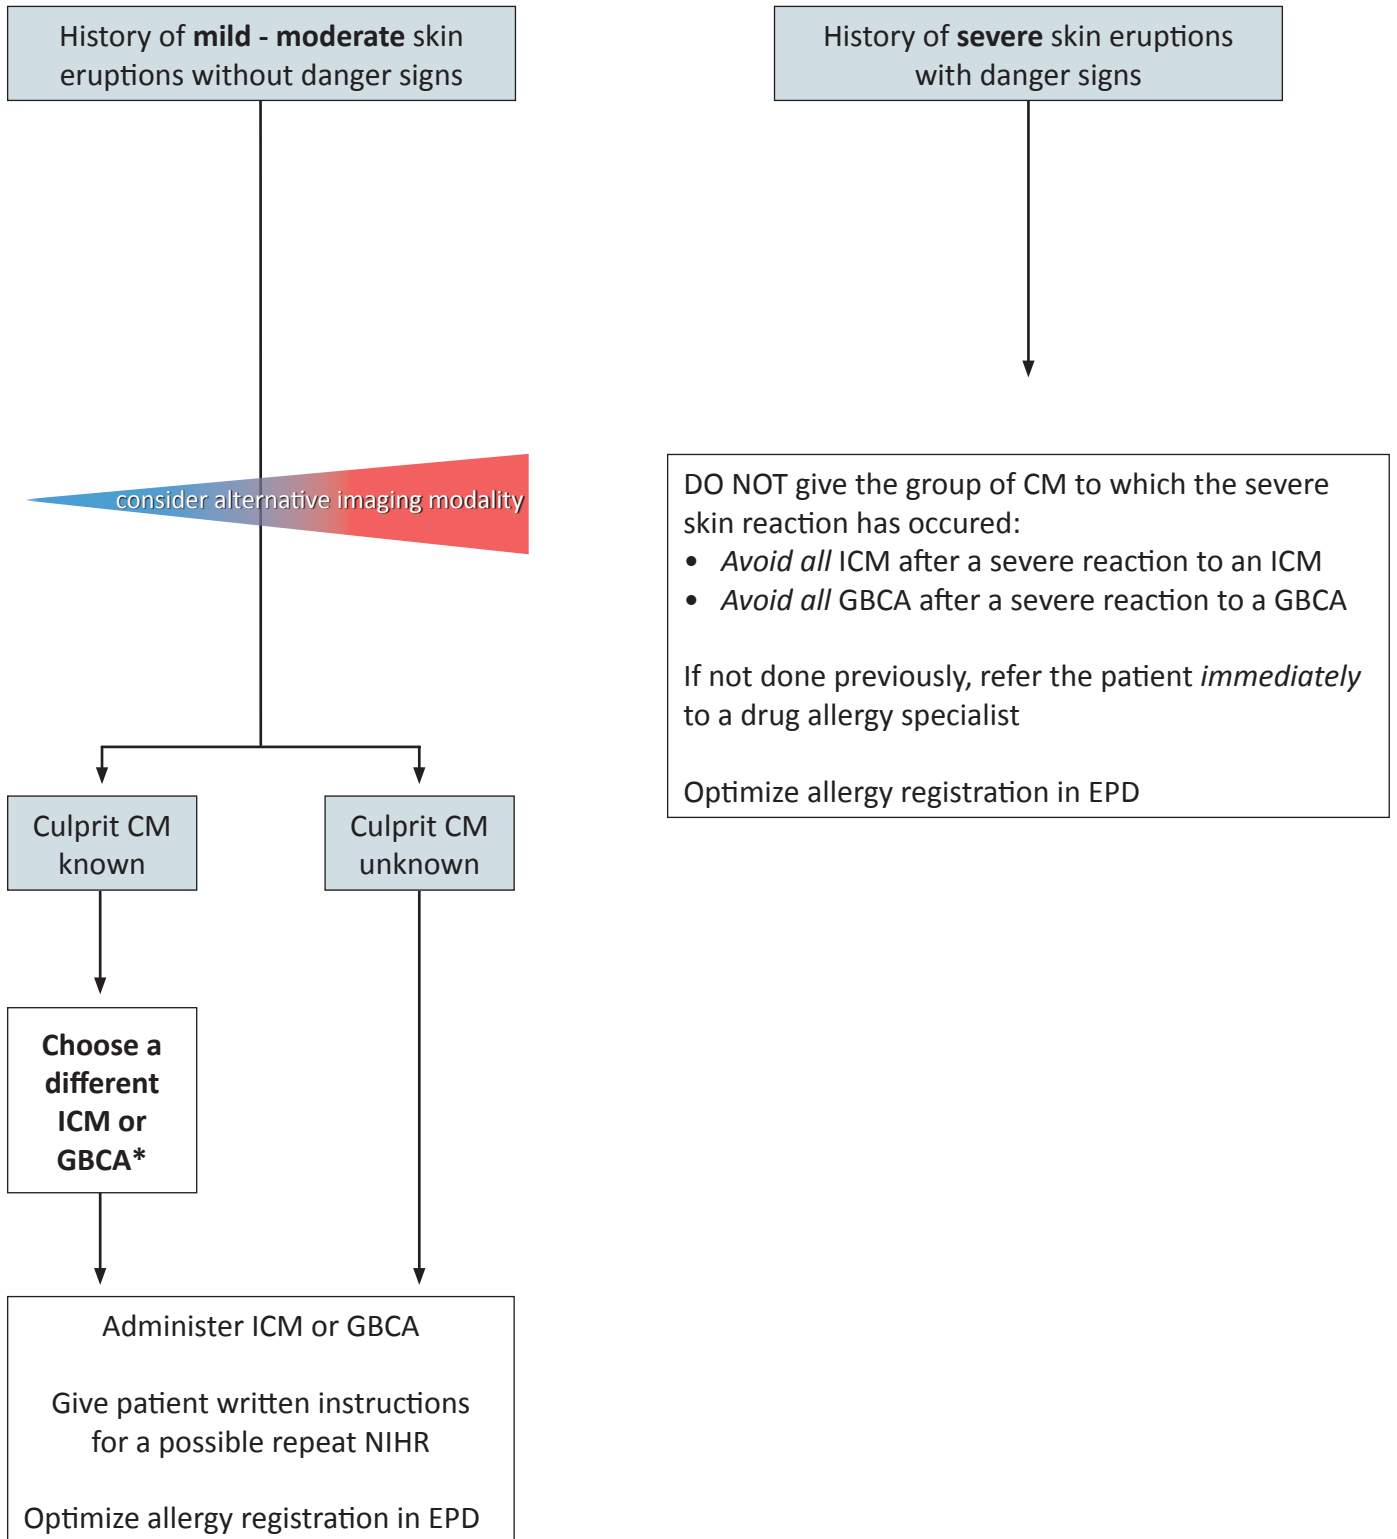 History of mild - moderate skin
eruptions without danger signs
History of severe skin eruptions
with danger signs
consider alternative imaging modality
DO NOT give the group of CM to which the severe
skin reaction has occured:
• Avoid all ICM after a severe reaction to an ICM
• Avoid all GBCA after a severe reaction to a GBCA
If not done previously, refer the patient immediately
to a drug allergy specialist
Optimize allergy registration in EPD
Culprit CM
known
Culprit CM
unknown
Choose a
different
ICM or
GBCA*
Administer ICM or GBCA
Give patient written instructions
for a possible repeat NIHR
Optimize allergy registration in EPD